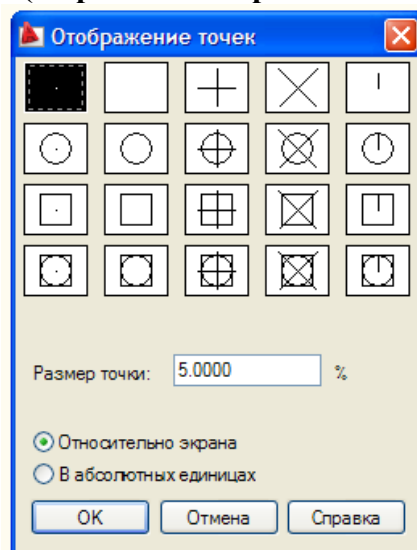 Отображение точек
Размер точки: 5.0000 %
Относительно экрана
В абсолютных единицах
OK Отмена Справка